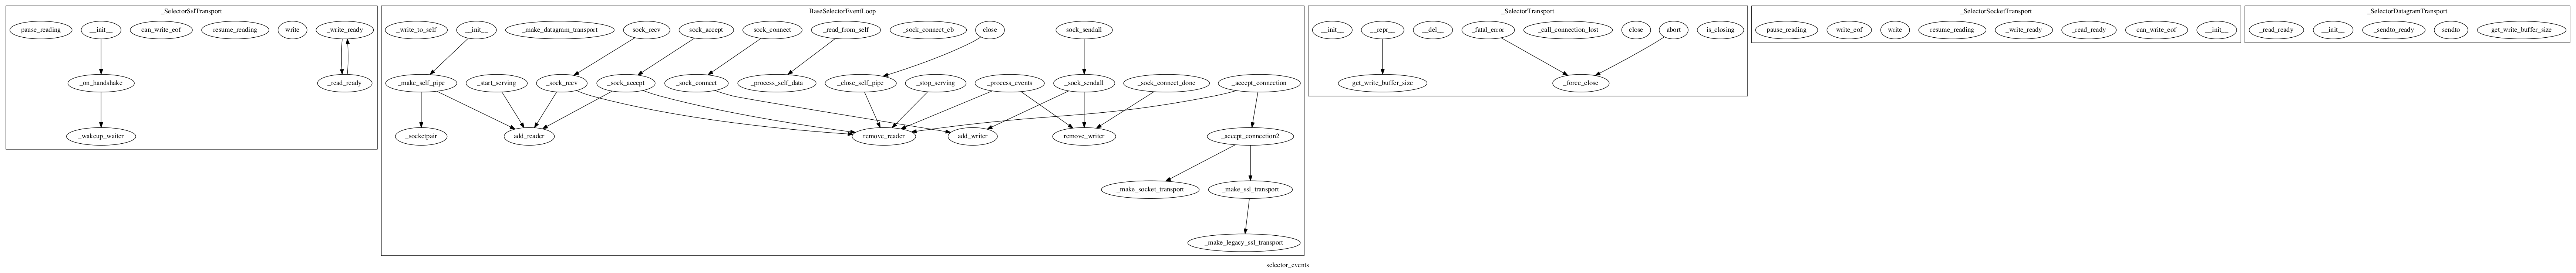 _SelectorSslTransport
pause_reading
__init__
can_write_eof
resume_reading
write
_write_ready
_on_handshake
_read_ready
_wakeup_waiter
BaseSelectorEventLoop
_write_to_self
__init__
_make_datagram_transport
sock_recv
sock_accept
sock_connect
_read_from_self
_sock_connect_cb
close
sock_sendall
_make_self_pipe
_start_serving
_sock_recv
_sock_accept
_sock_connect
_process_self_data
_close_self_pipe
_stop_serving
_process_events
_sock_sendall
_sock_connect_done
_accept_connection
_socketpair
add_reader
remove_reader
add_writer
remove_writer
_accept_connection2
_make_socket_transport
_make_ssl_transport
_make_legacy_ssl_transport
_SelectorTransport
__init__
__repr__
__del__
_fatal_error
_call_connection_lost
close
abort
is_closing
get_write_buffer_size
_force_close
_SelectorSocketTransport
pause_reading
write_eof
write
resume_reading
_write_ready
_read_ready
can_write_eof
__init__
_SelectorDatagramTransport
_read_ready
__init__
_sendto_ready
sendto
get_write_buffer_size
selector_events